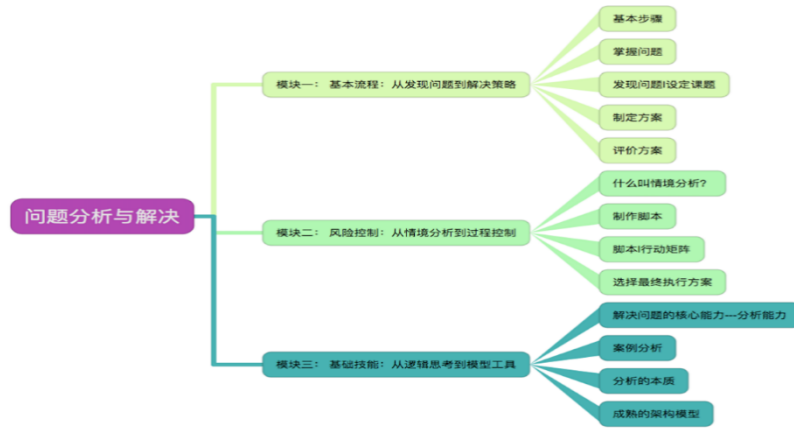 问题分析与解决
模块一： 基本流程：从发现问题到解决策略
基本步骤
掌握问题
发现问题|设定课题
制定方案
评价方案
模块二： 风险控制：从情境分析到过程控制
什么叫情境分析?
制作脚本
脚本|行动矩阵
选择最终执行方案
模块三： 基础技能：从逻辑思考到模型工具
解决问题的核心能力---分析能力
案例分析
分析的本质
成熟的架构模型